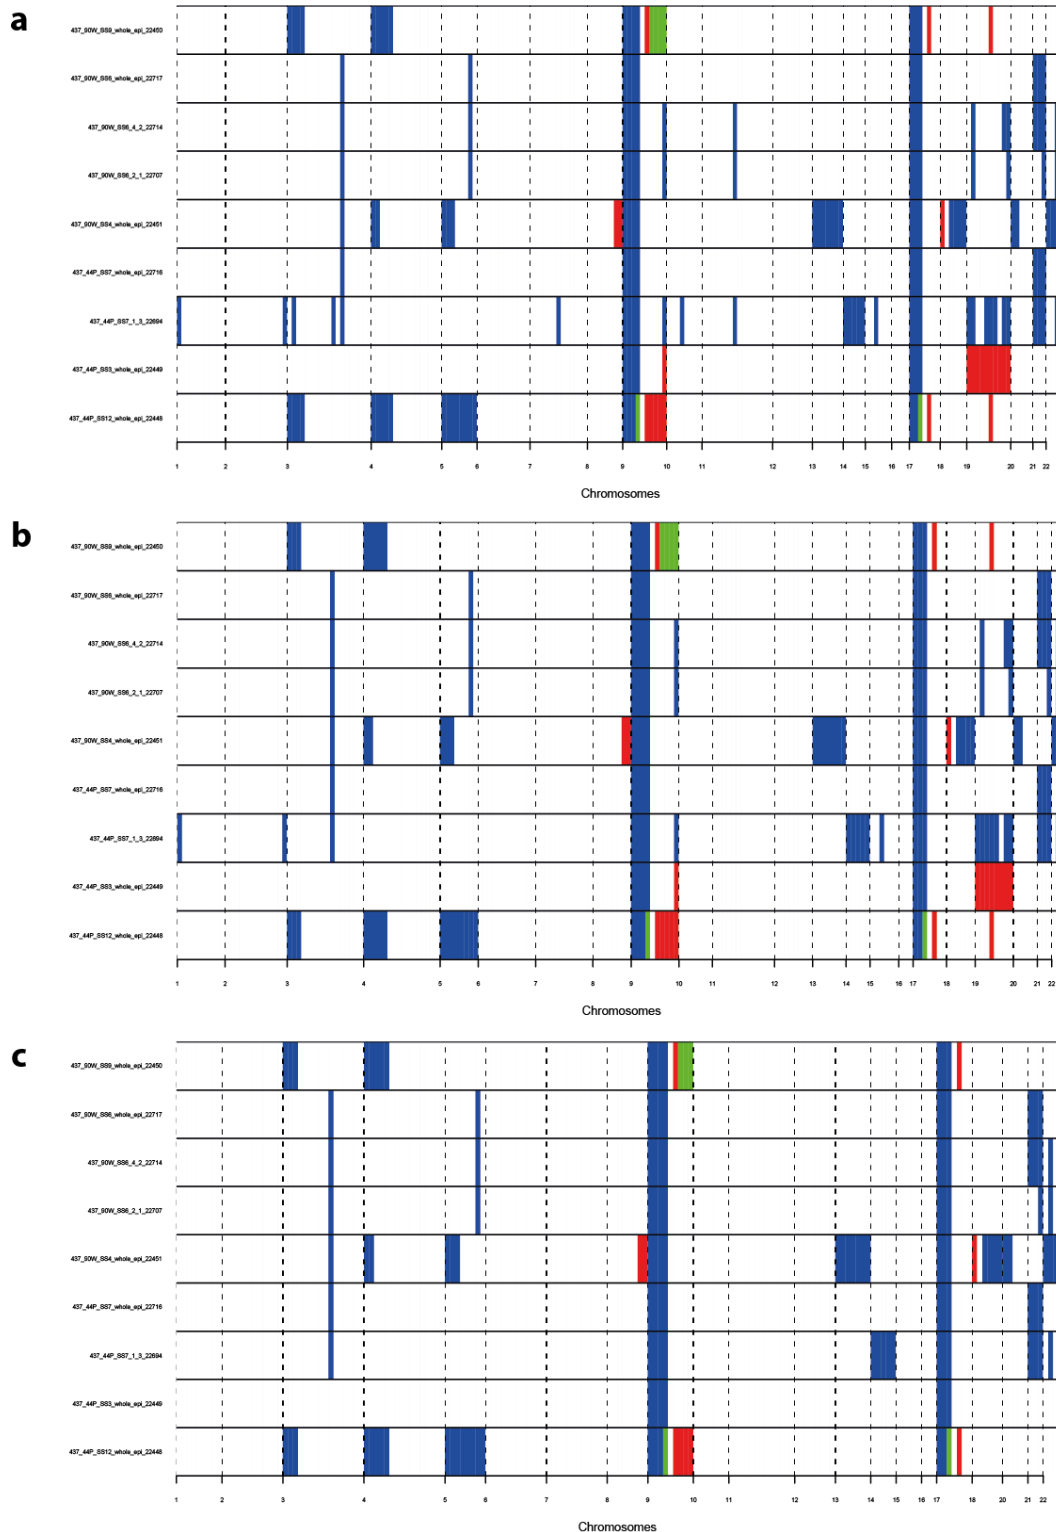 a
437_90W_SS9_whole_epi_22450
437_90W_SS6_whole_epi_22717
437_90W_SS6_4_2_22714
437_90W_SS6_2_1_22707
437_90W_SS4_whole_epi_22451
437_44P_SS7_whole_epi_22716
437_44P_SS7_1_3_22694
437_44P_SS3_whole_epi_22449
437_44P_SS12_whole_epi_22448
1 2 3 4 5 6 7 8 9 10 11 12 13 14 15 16 17 18 19 20 21 22
Chromosomes
b
437_90W_SS9_whole_epi_22450
437_90W_SS6_whole_epi_22717
437_90W_SS6_4_2_22714
437_90W_SS6_2_1_22707
437_90W_SS4_whole_epi_22451
437_44P_SS7_whole_epi_22716
437_44P_SS7_1_3_22694
437_44P_SS3_whole_epi_22449
437_44P_SS12_whole_epi_22448
1 2 3 4 5 6 7 8 9 10 11 12 13 14 15 16 17 18 19 20 21 22
Chromosomes
c
437_90W_SS9_whole_epi_22450
437_90W_SS6_whole_epi_22717
437_90W_SS6_4_2_22714
437_90W_SS6_2_1_22707
437_90W_SS4_whole_epi_22451
437_44P_SS7_whole_epi_22716
437_44P_SS7_1_3_22694
437_44P_SS3_whole_epi_22449
437_44P_SS12_whole_epi_22448
1 2 3 4 5 6 7 8 9 10 11 12 13 14 15 16 17 18 19 20 21 22
Chromosomes